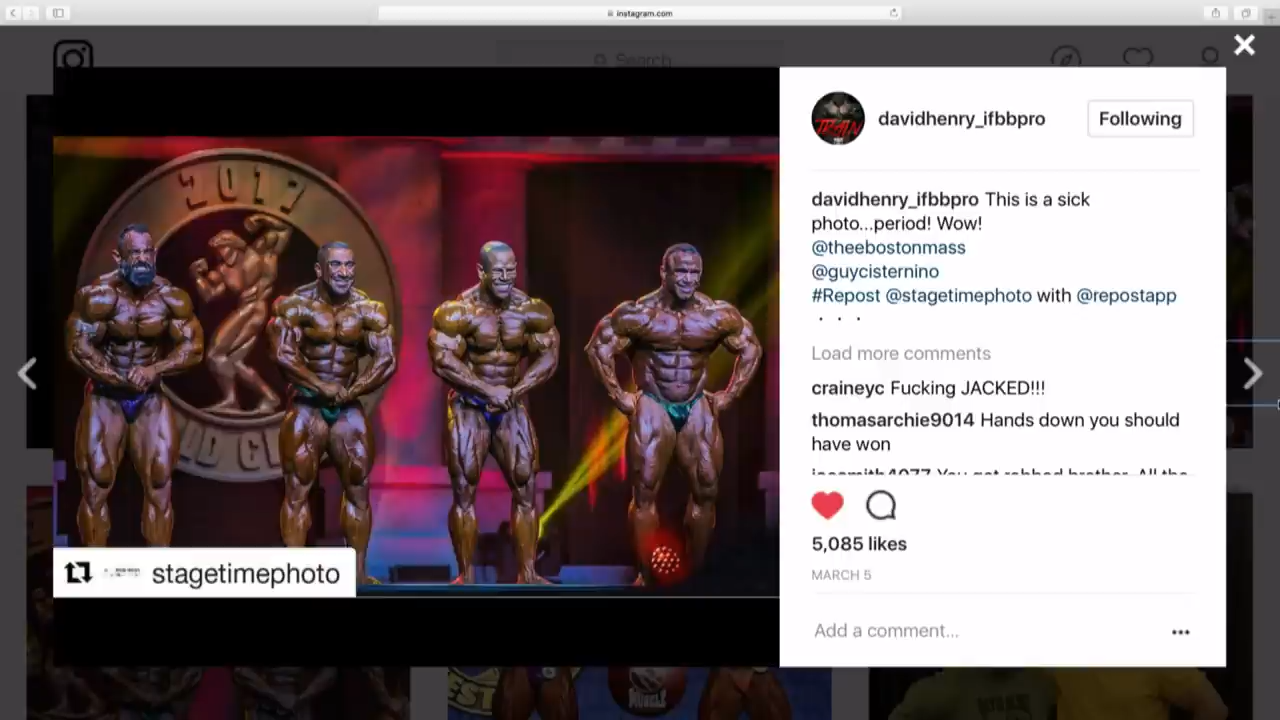 instagram.com
Search
2017
davidhenry_ifbbpro
Following
davidhenry_ifbbpro This is a sick
photo...period! Wow!
@theebostonmass
@guycisternino
#Repost @stagetimephoto with @repostapp
· · ·
Load more comments
craineyc Fucking JACKED!!!
thomasarchie9014 Hands down you should
have won
5,085 likes
MARCH 5
Add a comment...
stagetimephoto
MUSCLE